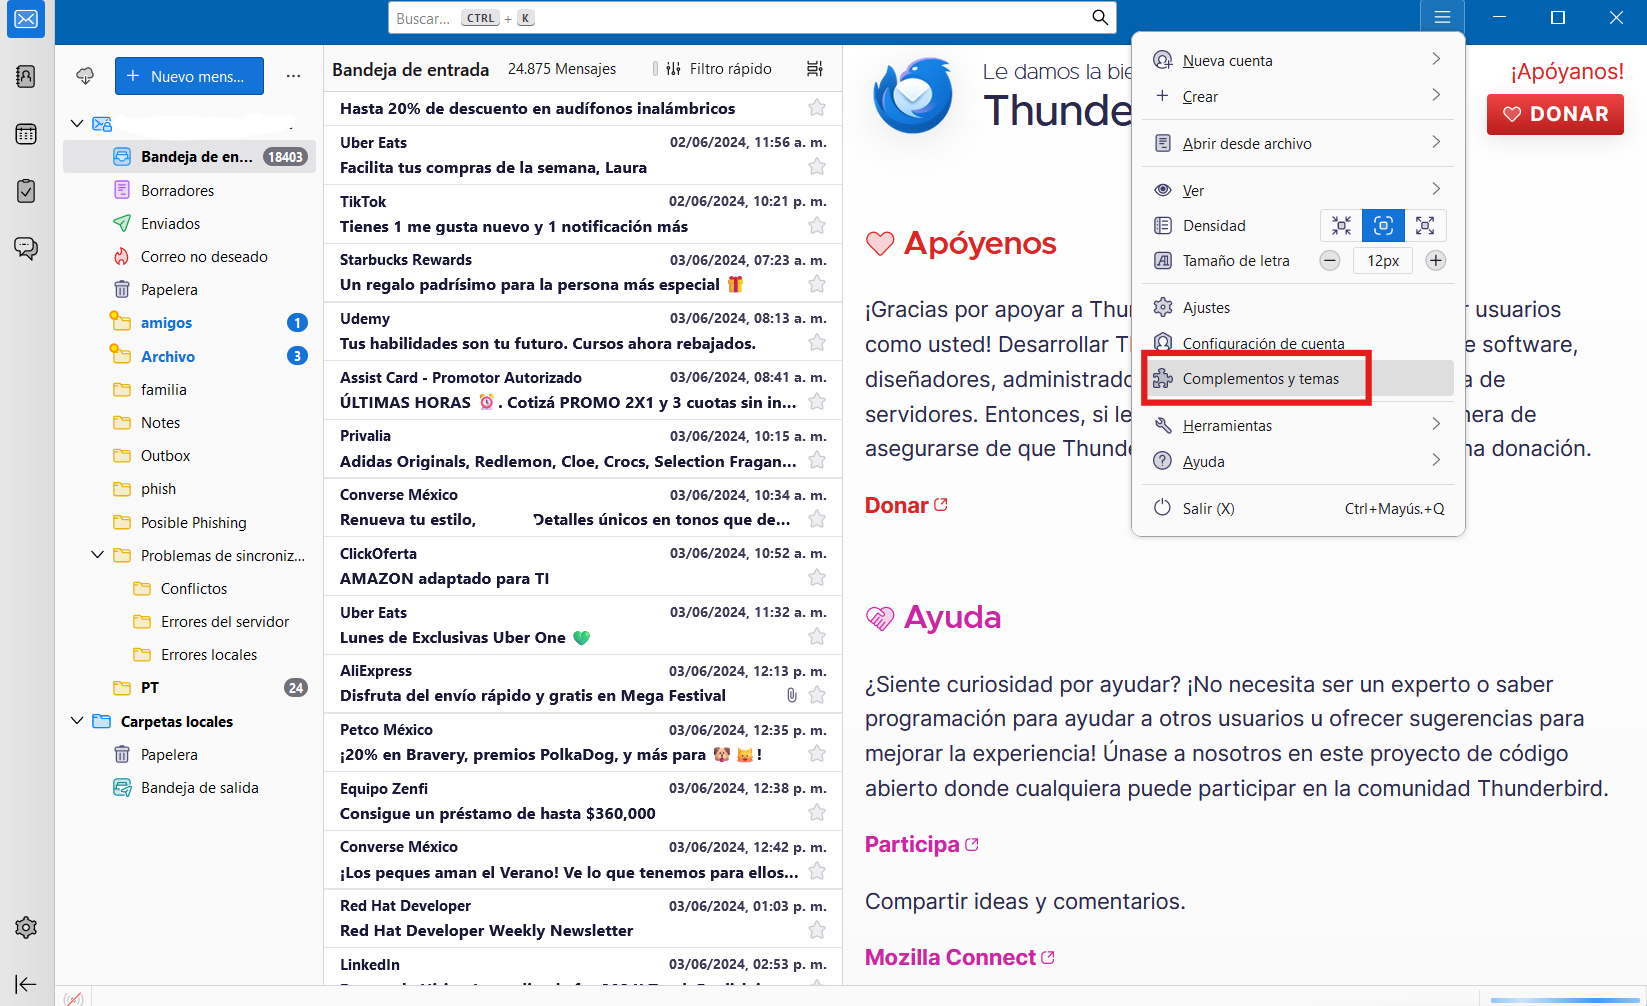 Buscar... CTRL + K
Nuevo mens...
Bandeja de en... 18403
Borradores
Enviados
Correo no deseado
Papelera
amigos 1
Archivo 3
familia
Notes
Outbox
phish
Posible Phishing
Problemas de sincroniz...
Conflictos
Errores del servidor
Errores locales
PT 24
Carpetas locales
Papelera
Bandeja de salida
Bandeja de entrada 24.875 Mensajes Filtro rápido
Hasta 20% de descuento en audífonos inalámbricos
Uber Eats 02/06/2024, 11:56 a. m.
Facilita tus compras de la semana, Laura
TikTok 02/06/2024, 10:21 p. m.
Tienes 1 me gusta nuevo y 1 notificación más
Starbucks Rewards 03/06/2024, 07:23 a. m.
Un regalo padrísimo para la persona más especial 🎁
Udemy 03/06/2024, 08:13 a. m.
Tus habilidades son tu futuro. Cursos ahora rebajados.
Assist Card - Promotor Autorizado 03/06/2024, 08:41 a. m.
ÚLTIMAS HORAS ⏰. Cotizá PROMO 2X1 y 3 cuotas sin in...
Privalia 03/06/2024, 10:15 a. m.
Adidas Originals, Redlemon, Cloe, Crocs, Selection Fragan...
Converse México 03/06/2024, 10:34 a. m.
Renueva tu estilo, Detalles únicos en tonos que de...
ClickOferta 03/06/2024, 10:52 a. m.
AMAZON adaptado para TI
Uber Eats 03/06/2024, 11:32 a. m.
Lunes de Exclusivas Uber One 💚
AliExpress 03/06/2024, 12:13 p. m.
Disfruta del envío rápido y gratis en Mega Festival
Petco México 03/06/2024, 12:35 p. m.
¡20% en Bravery, premios PolkaDog, y más para 🐶 🐱!
Equipo Zenfi 03/06/2024, 12:38 p. m.
Consigue un préstamo de hasta $360,000
Converse México 03/06/2024, 12:42 p. m.
¡Los peques aman el Verano! Ve lo que tenemos para ellos...
Red Hat Developer 03/06/2024, 01:03 p. m.
Red Hat Developer Weekly Newsletter
LinkedIn 03/06/2024, 02:53 p. m.
Le damos la bie
Thunde
¡Apóyanos!
DONAR
Apóyenos
¡Gracias por apoyar a Thu r usuarios
como usted! Desarrollar T e software,
diseñadores, administrado a de
servidores. Entonces, si le nera de
asegurarse de que Thund na donación.
Donar
Ayuda
¿Siente curiosidad por ayudar? ¡No necesita ser un experto o saber
programación para ayudar a otros usuarios u ofrecer sugerencias para
mejorar la experiencia! Únase a nosotros en este proyecto de código
abierto donde cualquiera puede participar en la comunidad Thunderbird.
Participa
Compartir ideas y comentarios.
Mozilla Connect
Nueva cuenta
Crear
Abrir desde archivo
Ver
Densidad
Tamaño de letra 12px
Ajustes
Configuración de cuenta
Complementos y temas
Herramientas
Ayuda
Salir (X) Ctrl+Mayús.+Q